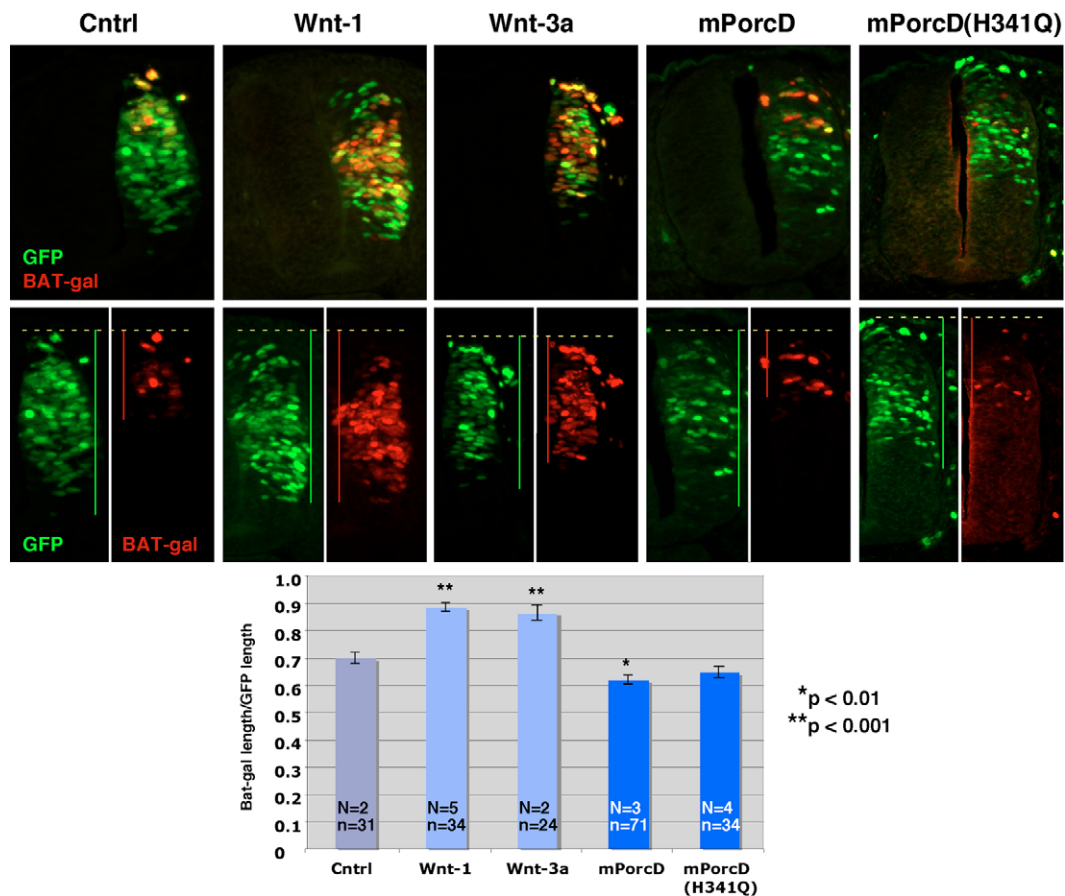 Cntrl
Wnt-1
Wnt-3a
mPorcD
mPorcD(H341Q)
GFP
BAT-gal
GFP
BAT-gal
Bat-gal length/GFP length
1.0
0.9
0.8
0.7
0.6
0.5
0.4
0.3
0.2
0.1
0
**
**
*
N=2
n=31
N=5
n=34
N=2
n=24
N=3
n=71
N=4
n=34
Cntrl
Wnt-1
Wnt-3a
mPorcD
mPorcD
(H341Q)
*p < 0.01
**p < 0.001